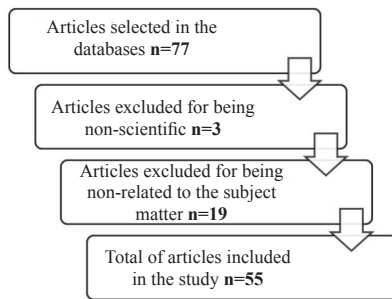 Articles selected in the
databases n=77
Articles excluded for being
non-scientific n=3
Articles excluded for being
non-related to the subject
matter n=19
Total of articles included
in the study n=55